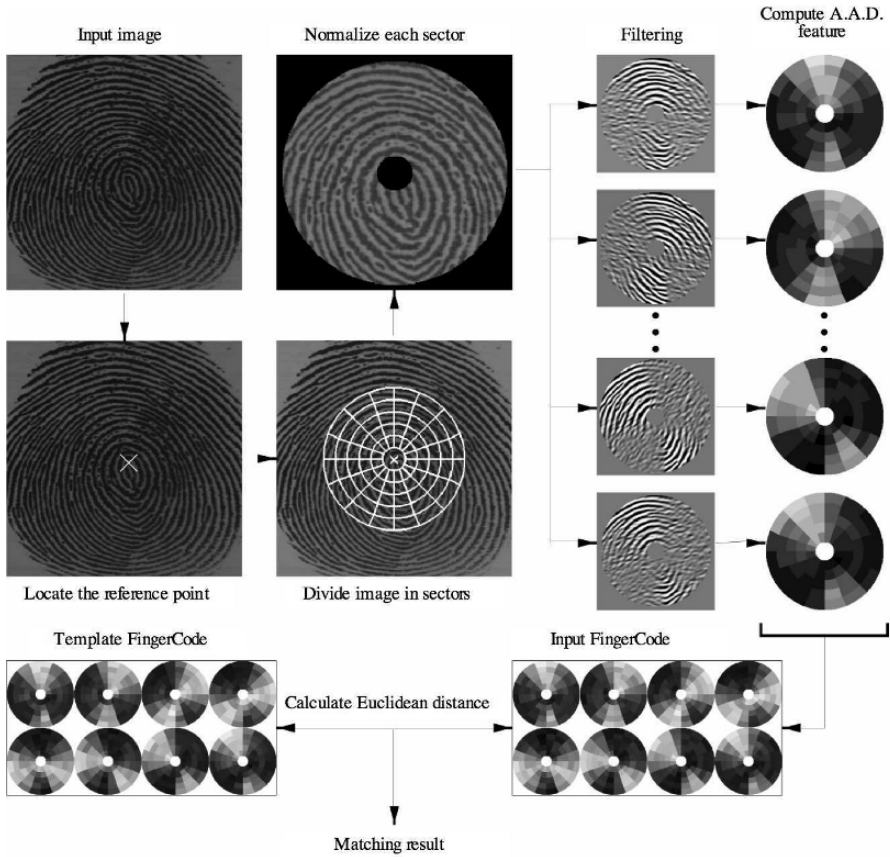 Input image
Normalize each sector
Filtering
Compute A.A.D.
feature
Locate the reference point
Divide image in sectors
Template FingerCode
Input FingerCode
Calculate Euclidean distance
Matching result